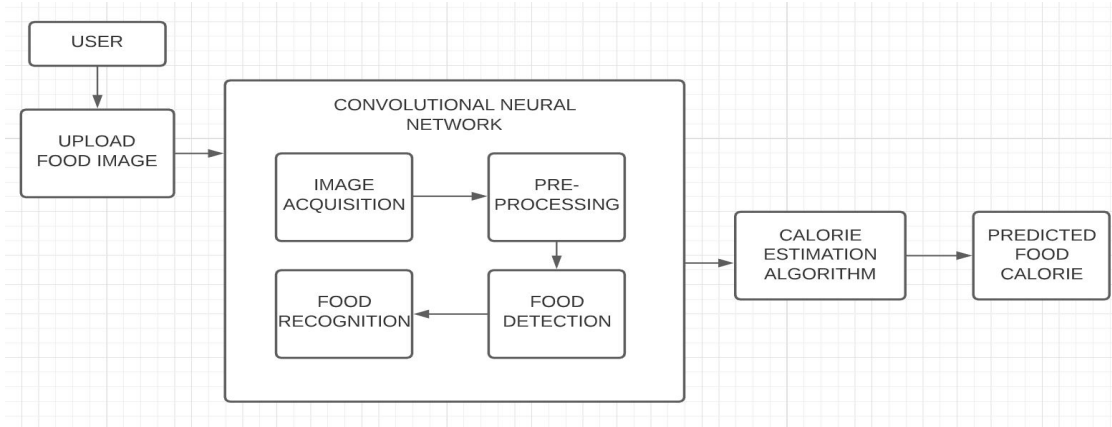 USER
UPLOAD
FOOD IMAGE
CONVOLUTIONAL NEURAL
NETWORK
IMAGE
ACQUISITION
PRE-
PROCESSING
FOOD
RECOGNITION
FOOD
DETECTION
CALORIE
ESTIMATION
ALGORITHM
PREDICTED
FOOD
CALORIE